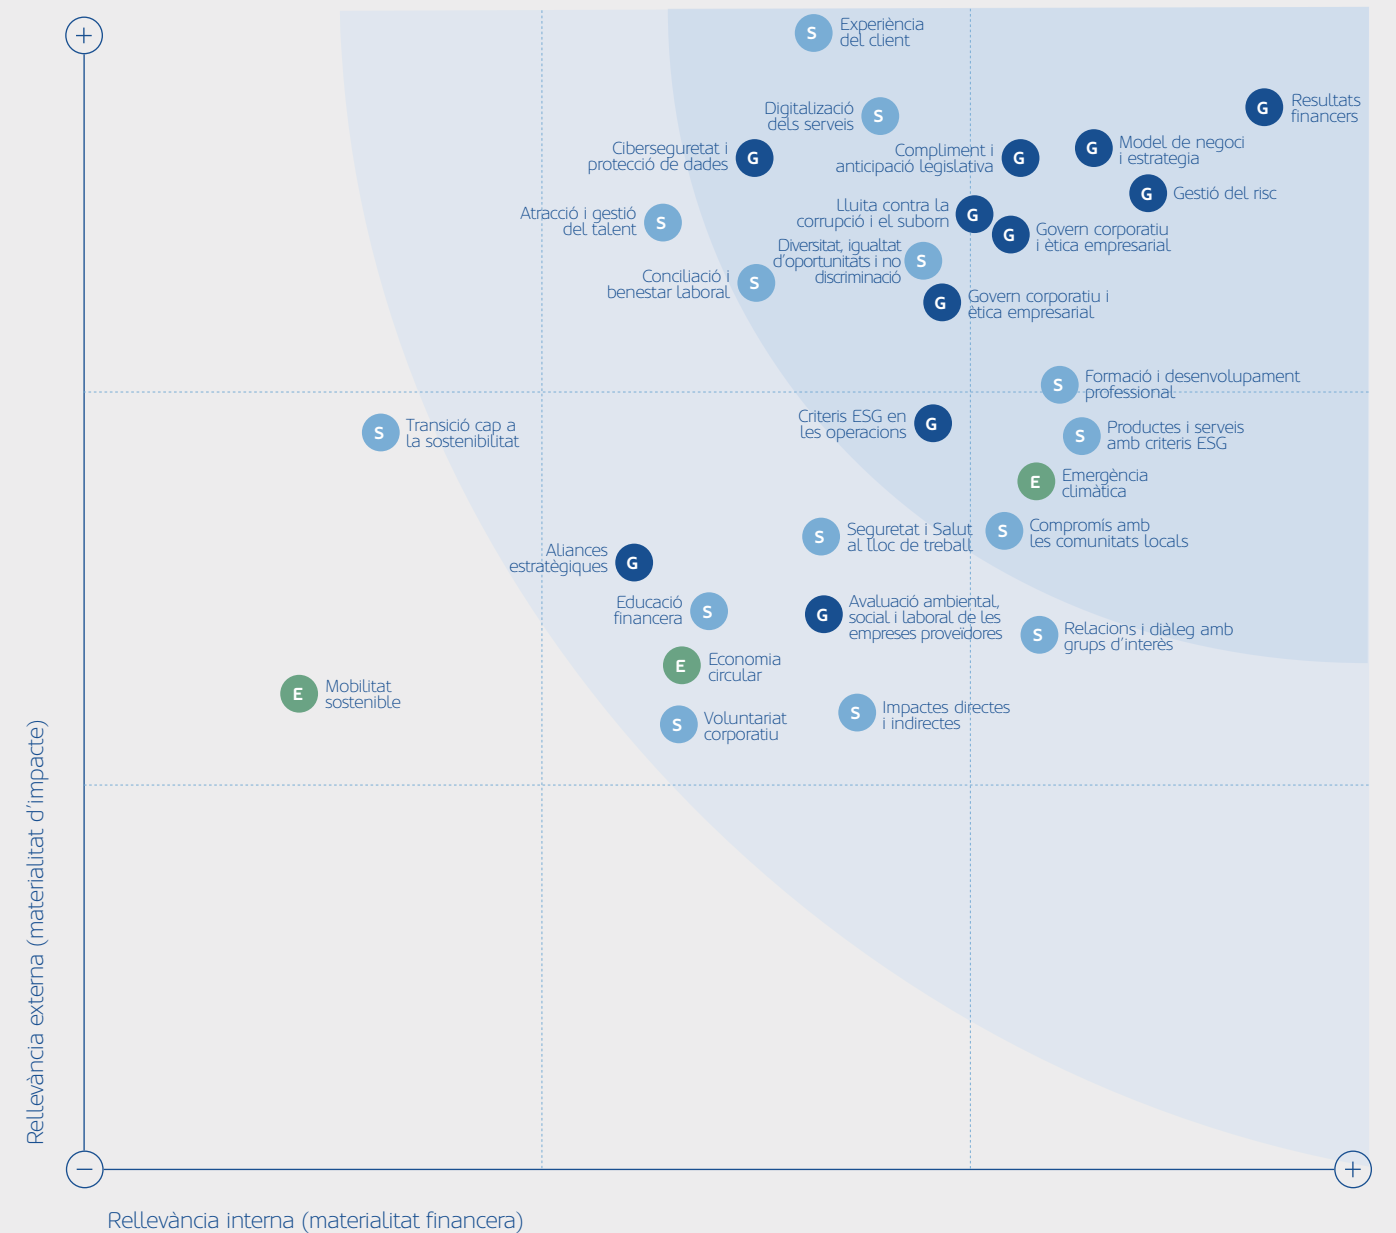 +
S
Experiència
del client
G
Resultats
financers
Digitalització
dels serveis
S
Ciberseguretat i
protecció de dades
G
Compliment i
anticipació legislativa
G
G
Model de negoci
i estrategia
G
Gestió del risc
Atracció i gestió
del talent
S
Lluita contra la
corrupció i el suborn
G
G
Govern corporatiu
i ètica empresarial
Diversitat, igualtat
d'oportunitats i no
discriminació
S
Conciliació i
benestar laboral
S
G
Govern corporatiu i
ètica empresarial
S
Formació i desenvolupament
professional
S
Transició cap a
la sostenibilitat
Criteris ESG en
les operacions
G
S
Productes i serveis
amb criteris ESG
E
Emergència
climàtica
S
Seguretat i Salut
al lloc de treball
S
Compromís amb
les comunitats locals
Aliances
estratègiques
G
Educació
financera
S
G
Avaluació ambiental,
social i laboral de les
empreses proveïdores
S
Relacions i diàleg amb
grups d'interès
E
Economia
circular
E
Mobilitat
sostenible
S
Voluntariat
corporatiu
S
Impactes directes
i indirectes
Rellevància externa (materialitat d'impacte)
−
+
Rellevància interna (materialitat financera)